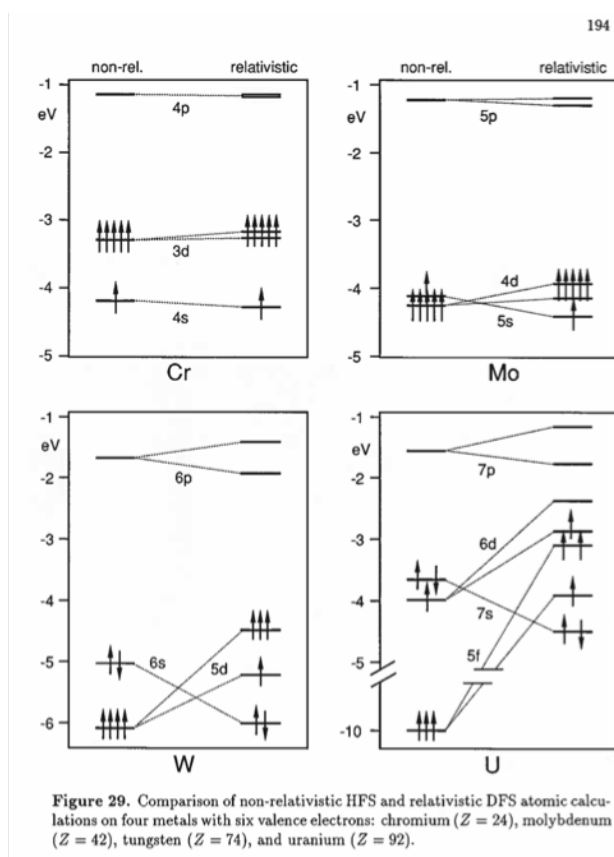 194
non-rel. relativistic
-1
eV
4p
-2
-3
3d
-4
4s
-5
Cr
non-rel. relativistic
-1
eV
5p
-2
-3
-4
4d
5s
-5
Mo
-1
eV
6p
-2
-3
-4
-5
6s 5d
-6
W
-1
eV
7p
-2
-3
6d
-4
7s
5f
-5
-10
U
Figure 29. Comparison of non-relativistic HFS and relativistic DFS atomic calcu-
lations on four metals with six valence electrons: chromium (Z = 24), molybdenum
(Z = 42), tungsten (Z = 74), and uranium (Z = 92).